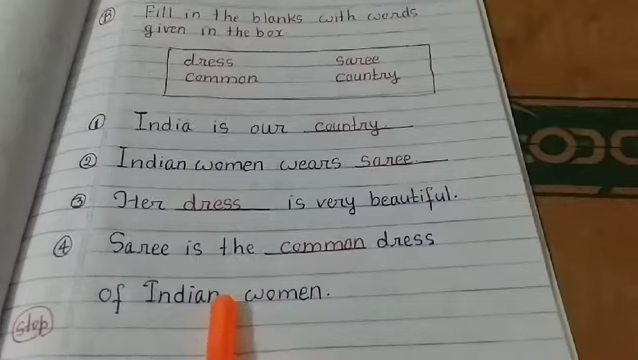 B Fill in the blanks with words
given in the box
dress saree
common country
1 India is our country
2 Indian women wears saree
3 Her dress is very beautiful.
4 Saree is the common dress
of Indian women.
stop